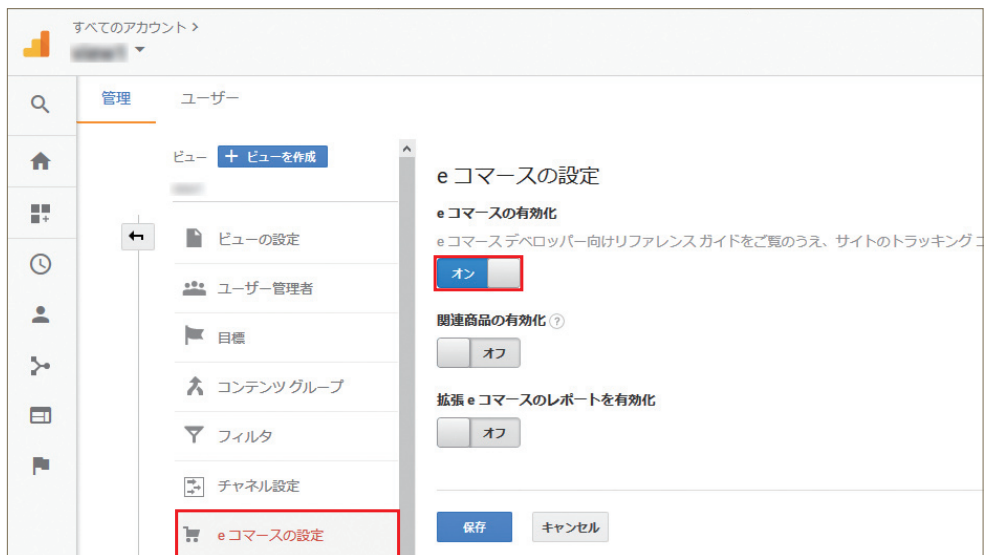 すべてのアカウント >
管理 ユーザー
ビュー + ビューを作成
ビューの設定
ユーザー管理者
目標
コンテンツ グループ
フィルタ
チャネル設定
e コマースの設定
e コマースの設定
e コマースの有効化
e コマース デベロッパー向けリファレンス ガイドをご覧のうえ、サイトのトラッキング コ
オン
関連商品の有効化 ?
オフ
拡張 e コマースのレポートを有効化
オフ
保存 キャンセル